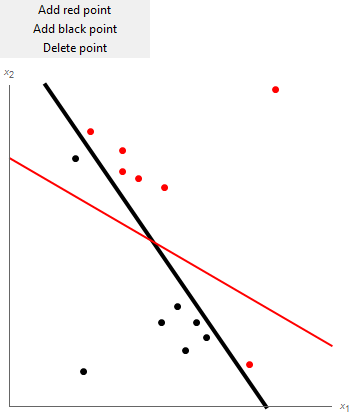 Add red point
Add black point
Delete point
x2
x1